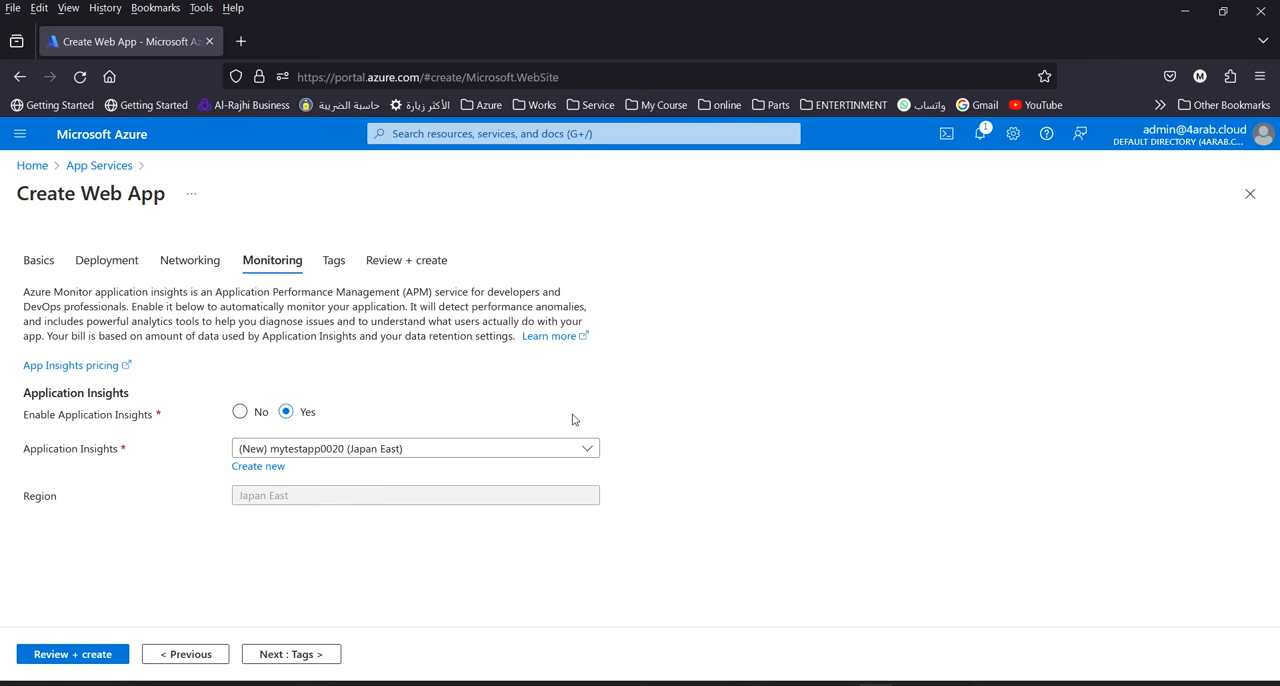 File Edit View History Bookmarks Tools Help
Create Web App - Microsoft Az
https://portal.azure.com/#create/Microsoft.WebSite
M
Getting Started Getting Started Al-Rajhi Business حاسبة الضريبة الأكثر زيارة Azure Works Service My Course online Parts ENTERTINMENT واتساب Gmail YouTube Other Bookmarks
Microsoft Azure
Search resources, services, and docs (G+/)
1
admin@4arab.cloud
DEFAULT DIRECTORY (4ARAB.C...
Home > App Services >
Create Web App ...
Basics Deployment Networking Monitoring Tags Review + create
Azure Monitor application insights is an Application Performance Management (APM) service for developers and
DevOps professionals. Enable it below to automatically monitor your application. It will detect performance anomalies,
and includes powerful analytics tools to help you diagnose issues and to understand what users actually do with your
app. Your bill is based on amount of data used by Application Insights and your data retention settings. Learn more
App Insights pricing
Application Insights
Enable Application Insights * No Yes
Application Insights * (New) mytestapp0020 (Japan East)
Create new
Region Japan East
Review + create < Previous Next : Tags >